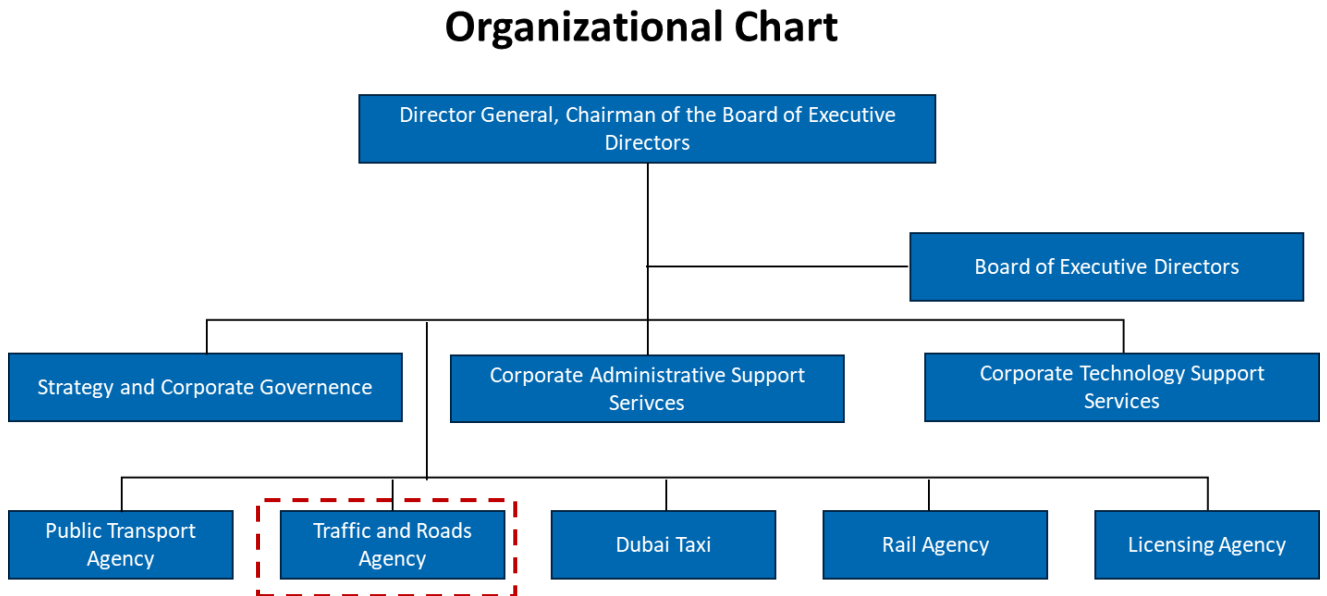 Organizational Chart
Director General, Chairman of the Board of Executive
Directors
Board of Executive Directors
Strategy and Corporate Governence
Corporate Administrative Support
Serivces
Corporate Technology Support
Services
Public Transport
Agency
Traffic and Roads
Agency
Dubai Taxi
Rail Agency
Licensing Agency